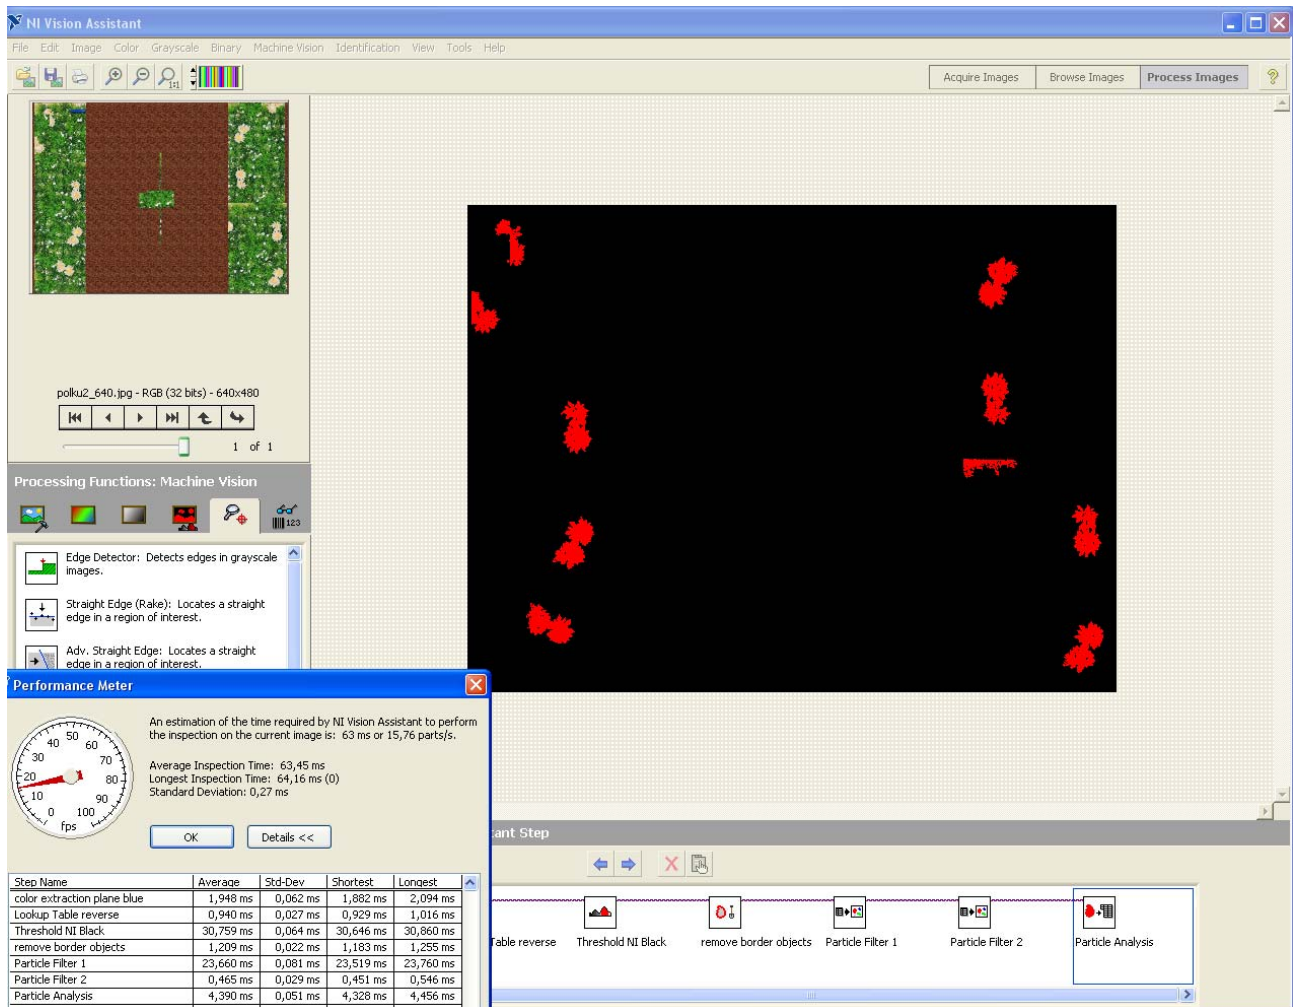 NI Vision Assistant
File Edit Image Color Grayscale Binary Machine Vision Identification View Tools Help
1:1
Acquire Images Browse Images Process Images
polku2_640.jpg - RGB (32 bits) - 640x480
1 of 1
Processing Functions: Machine Vision
123
Edge Detector: Detects edges in grayscale
images.
Straight Edge (Rake): Locates a straight
edge in a region of interest.
Adv. Straight Edge: Locates a straight
edge in a region of interest.
Performance Meter
An estimation of the time required by NI Vision Assistant to perform
the inspection on the current image is: 63 ms or 15,76 parts/s.
Average Inspection Time: 63,45 ms
Longest Inspection Time: 64,16 ms (0)
Standard Deviation: 0,27 ms
0 10 20 30 40 50 60 70 80 90 100
fps
OK Details <<
Step Name Average Std-Dev Shortest Longest
color extraction plane blue 1,948 ms 0,062 ms 1,882 ms 2,094 ms
Lookup Table reverse 0,940 ms 0,027 ms 0,929 ms 1,016 ms
Threshold NI Black 30,759 ms 0,064 ms 30,646 ms 30,860 ms
remove border objects 1,209 ms 0,022 ms 1,183 ms 1,255 ms
Particle Filter 1 23,660 ms 0,081 ms 23,519 ms 23,760 ms
Particle Filter 2 0,465 ms 0,029 ms 0,451 ms 0,546 ms
Particle Analysis 4,390 ms 0,051 ms 4,328 ms 4,456 ms
tant Step
Table reverse Threshold NI Black remove border objects Particle Filter 1 Particle Filter 2 Particle Analysis